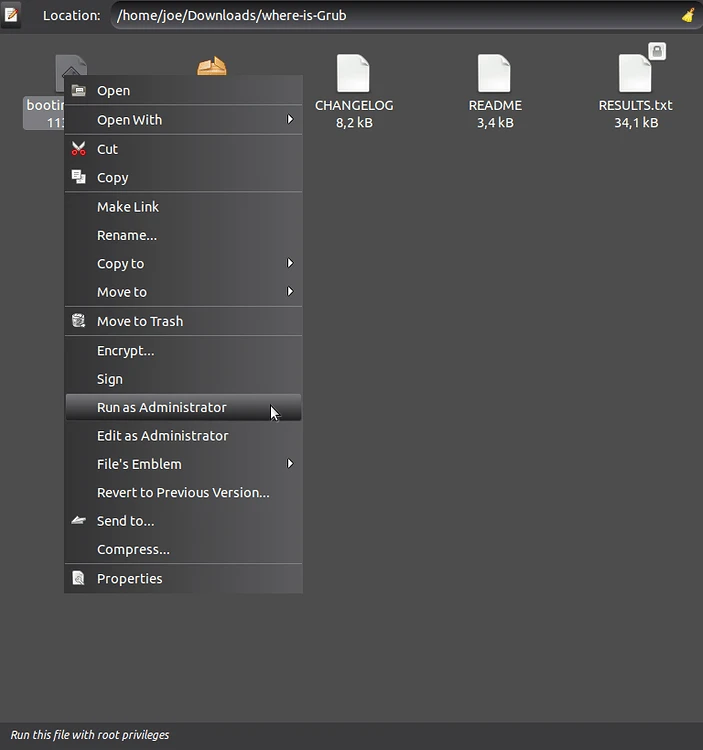 Location: /home/joe/Downloads/where-is-Grub
CHANGELOG
8,2 kB
README
3,4 kB
RESULTS.txt
34,1 kB
Open
Open With
Cut
Copy
Make Link
Rename...
Copy to
Move to
Move to Trash
Encrypt...
Sign
Run as Administrator
Edit as Administrator
File's Emblem
Revert to Previous Version...
Send to...
Compress...
Properties
Run this file with root privileges